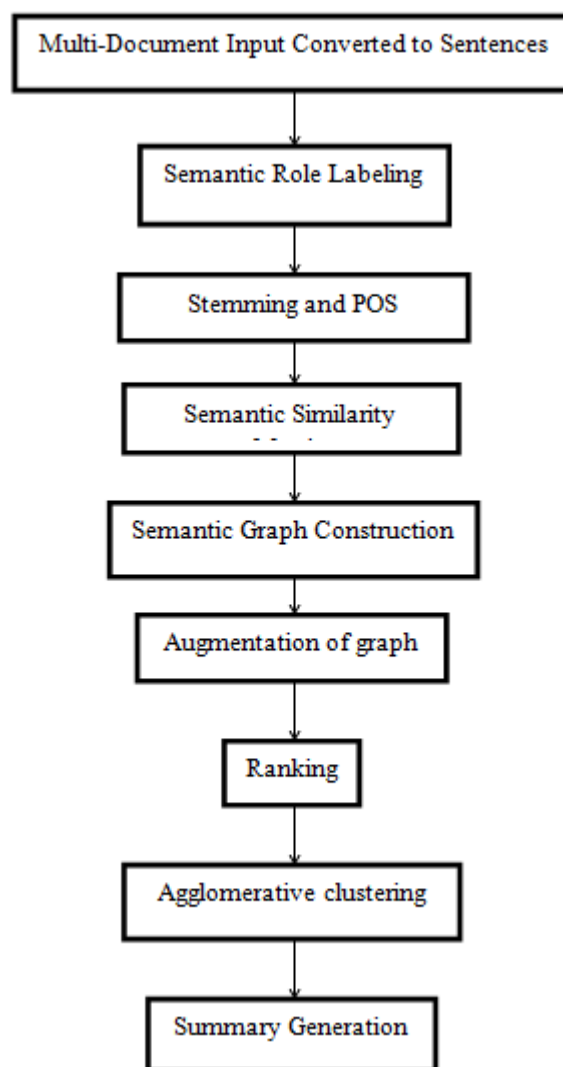 Multi-Document Input Converted to Sentences
Semantic Role Labeling
Stemming and POS
Semantic Similarity
Semantic Graph Construction
Augmentation of graph
Ranking
Agglomerative clustering
Summary Generation